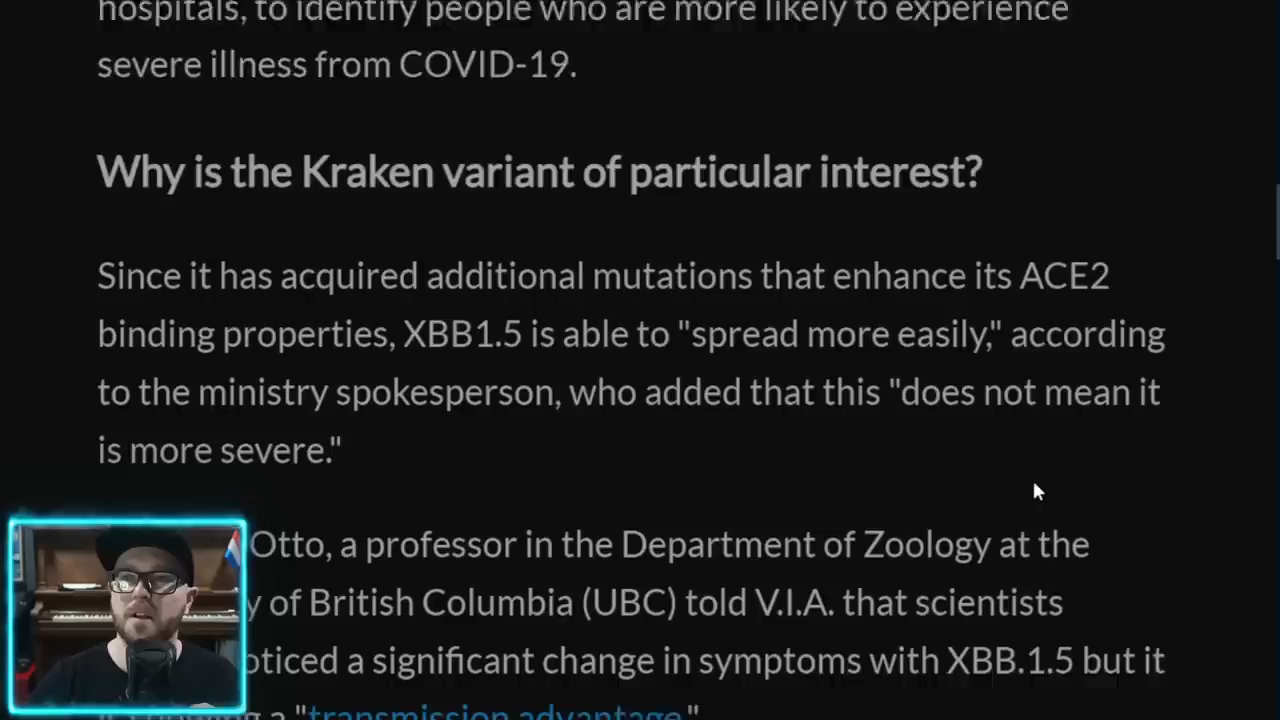 hospitals, to identify people who are more likely to experience
severe illness from COVID-19.
Why is the Kraken variant of particular interest?
Since it has acquired additional mutations that enhance its ACE2
binding properties, XBB1.5 is able to "spread more easily," according
to the ministry spokesperson, who added that this "does not mean it
is more severe."
Otto, a professor in the Department of Zoology at the
y of British Columbia (UBC) told V.I.A. that scientists
oticed a significant change in symptoms with XBB.1.5 but it
a "transmission advantage."